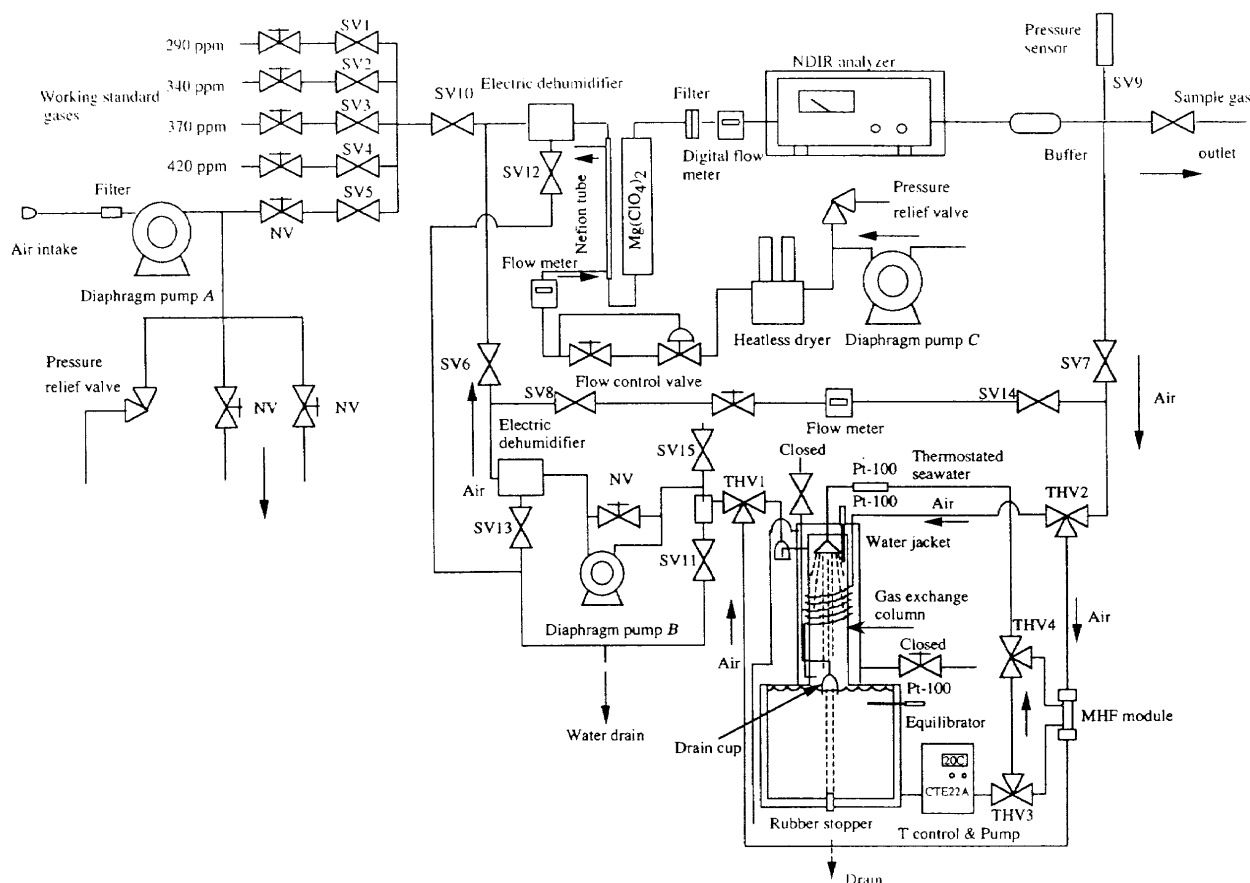 SV1
290 ppm
SV2
340 ppm
Working standard
gases
SV3
370 ppm
SV4
420 ppm
SV5
Filter
NV
Air intake
Diaphragm pump A
Pressure
relief valve
NV
NV
SV10
Electric dehumidifier
SV12
Nefion tube
Mg(ClO4)2
Filter
Digital flow
meter
NDIR analyzer
Pressure
sensor
SV9
Sample gas
outlet
Buffer
Flow meter
Pressure
relief valve
Heatless dryer
Diaphragm pump C
Flow control valve
SV6
SV8
SV14
SV7
Air
Flow meter
Electric
dehumidifier
Air
SV13
NV
SV15
SV11
Diaphragm pump B
Water drain
THV1
Closed
Pt-100
Thermostated
seawater
Pt-100
Air
THV2
Water jacket
Gas exchange
column
Air
Closed
THV4
Air
Pt-100
Equilibrator
MHF module
Drain cup
20C
CTE22A
THV3
Rubber stopper
T control & Pump
Drain